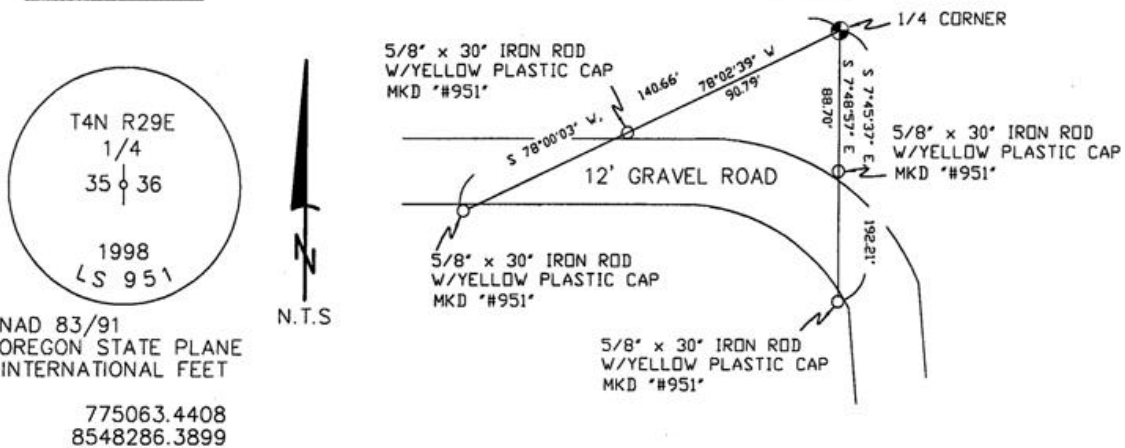 T4N R29E
1/4
35 36
1998
LS 951
NAD 83/91
OREGON STATE PLANE
INTERNATIONAL FEET
775063.4408
8548286.3899
N
N.T.S
5/8" x 30" IRON ROD
W/YELLOW PLASTIC CAP
MKD "#951"
140.66'
78°02'39" W
90.79'
S 78°00'03" W,
1/4 CORNER
S 7°45'37" E
S 7°48'57" E
88.70'
5/8" x 30" IRON ROD
W/YELLOW PLASTIC CAP
MKD "#951"
12' GRAVEL ROAD
192.21'
5/8" x 30" IRON ROD
W/YELLOW PLASTIC CAP
MKD "#951"
5/8" x 30" IRON ROD
W/YELLOW PLASTIC CAP
MKD "#951"